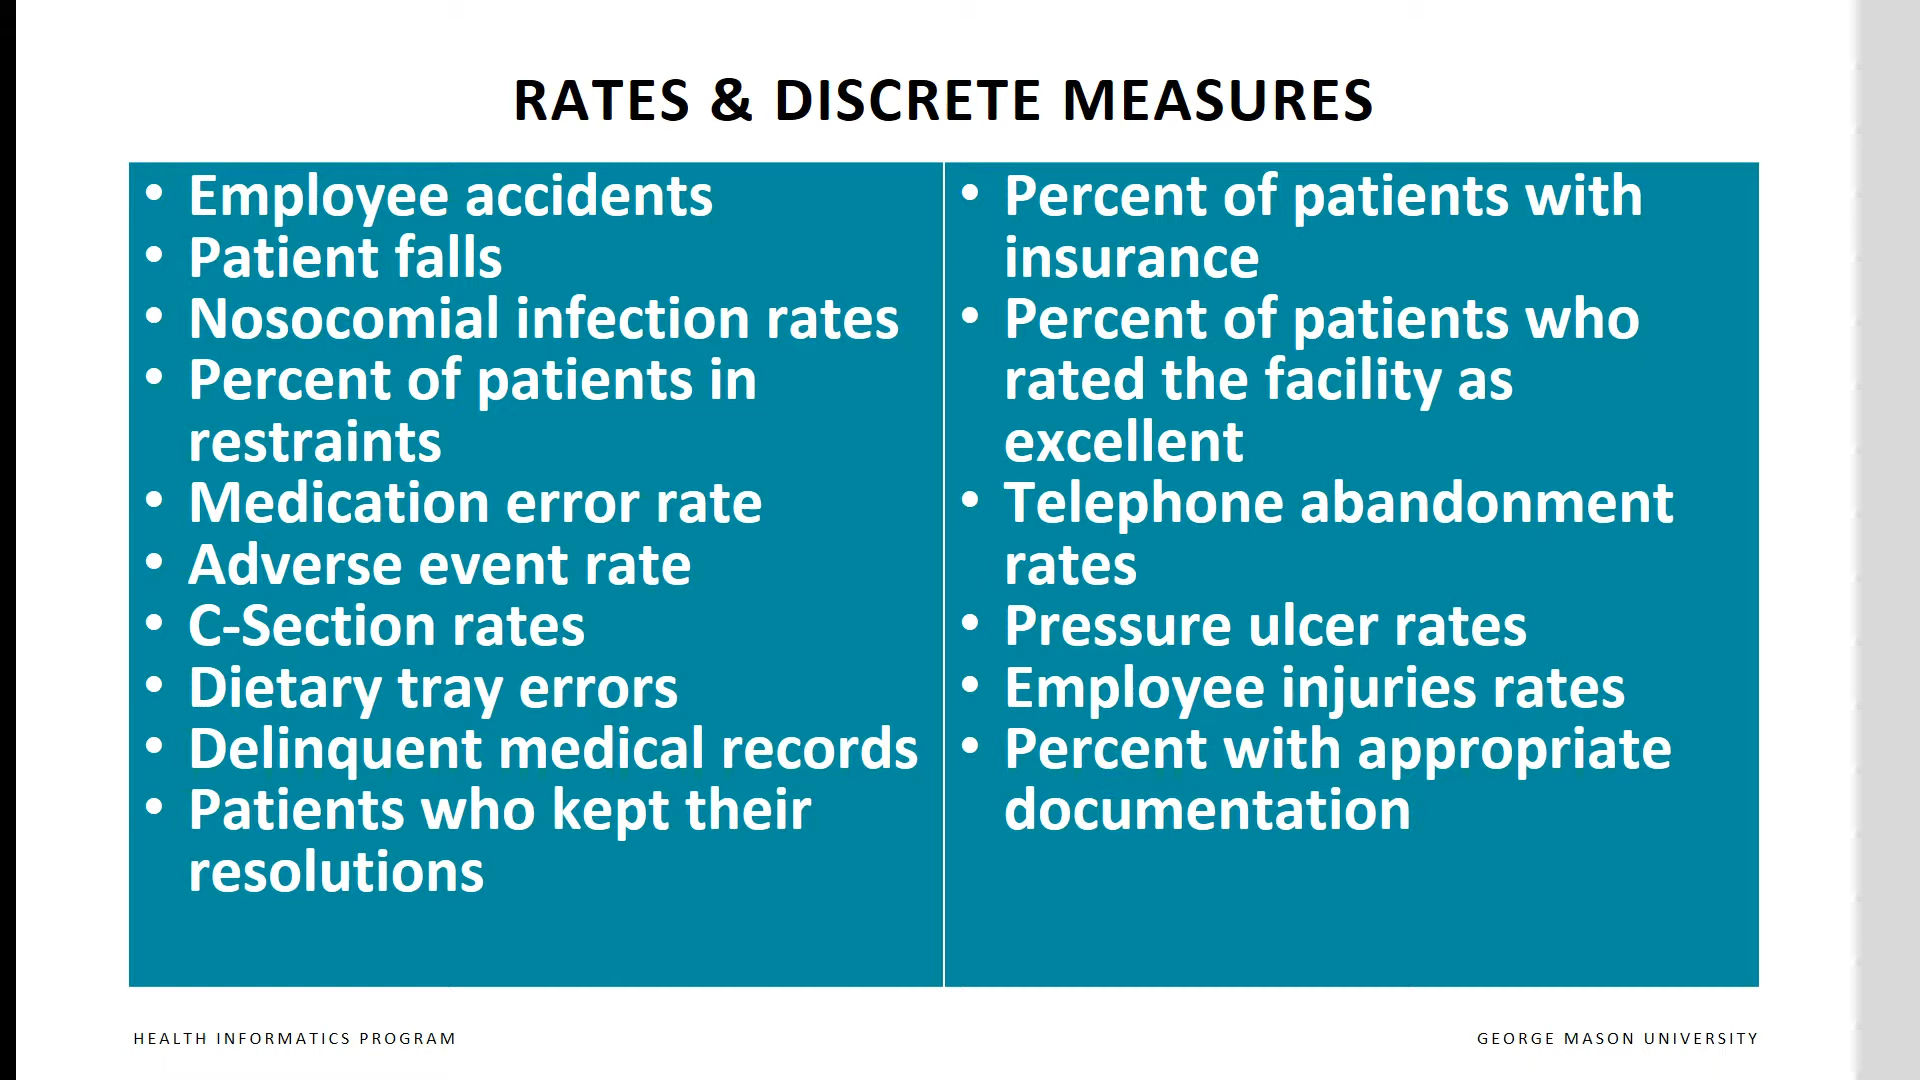 RATES & DISCRETE MEASURES
• Employee accidents
• Patient falls
• Nosocomial infection rates
• Percent of patients in
restraints
• Medication error rate
• Adverse event rate
• C-Section rates
• Dietary tray errors
• Delinquent medical records
• Patients who kept their
resolutions
• Percent of patients with
insurance
• Percent of patients who
rated the facility as
excellent
• Telephone abandonment
rates
• Pressure ulcer rates
• Employee injuries rates
• Percent with appropriate
documentation
HEALTH INFORMATICS PROGRAM
GEORGE MASON UNIVERSITY